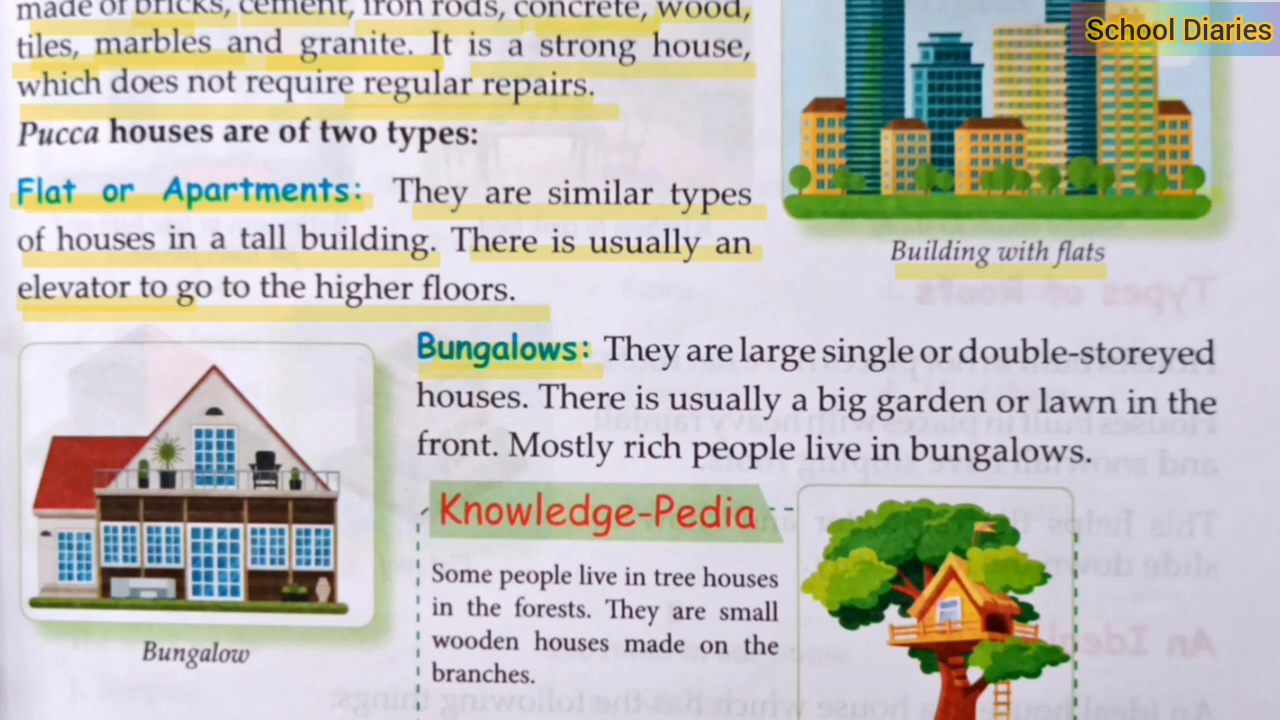 made of bricks, cement, iron rods, concrete, wood,
tiles, marbles and granite. It is a strong house,
which does not require regular repairs.
Pucca houses are of two types:
Flat or Apartments: They are similar types
of houses in a tall building. There is usually an
elevator to go to the higher floors.
School Diaries
Building with flats
Bungalows: They are large single or double-storeyed
houses. There is usually a big garden or lawn in the
front. Mostly rich people live in bungalows.
Bungalow
Knowledge-Pedia
Some people live in tree houses
in the forests. They are small
wooden houses made on the
branches.